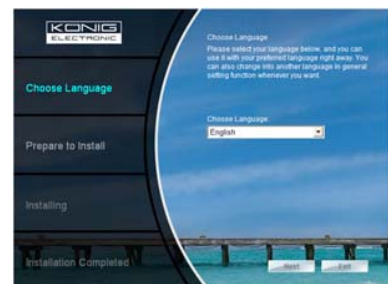 KÖNIG
ELECTRONIC
Choose Language
Prepare to Install
Installing
Installation Completed
Choose Language
Please select your language below, and you can
use it with your preferred language right away. You
can also change into another language in general
setting function whenever you want.
Choose Language:
English
Next
Exit